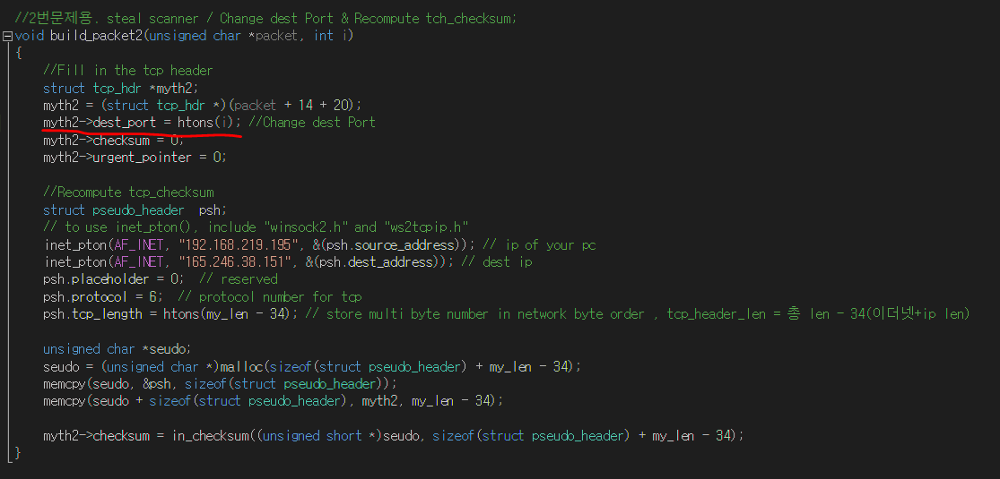 //2번문제용. steal scanner / Change dest Port & Recompute tch_checksum;
void build_packet2(unsigned char *packet, int i)
{
//Fill in the tcp header
struct tcp_hdr *myth2;
myth2 = (struct tcp_hdr *)(packet + 14 + 20);
myth2->dest_port = htons(i); //Change dest Port
myth2->checksum = 0;
myth2->urgent_pointer = 0;
//Recompute tcp_checksum
struct pseudo_header  psh;
// to use inet_pton(), include "winsock2.h" and "ws2tcpip.h"
inet_pton(AF_INET, "192.168.219.195", &(psh.source_address)); // ip of your pc
inet_pton(AF_INET, "165.246.38.151", &(psh.dest_address)); // dest ip
psh.placeholder = 0;  // reserved
psh.protocol = 6;  // protocol number for tcp
psh.tcp_length = htons(my_len - 34); // store multi byte number in network byte order , tcp_header_len = 총 len - 34(이더넷+ip len)
unsigned char *seudo;
seudo = (unsigned char *)malloc(sizeof(struct pseudo_header) + my_len - 34);
memcpy(seudo, &psh, sizeof(struct pseudo_header));
memcpy(seudo + sizeof(struct pseudo_header), myth2, my_len - 34);
myth2->checksum = in_checksum((unsigned short *)seudo, sizeof(struct pseudo_header) + my_len - 34);
}